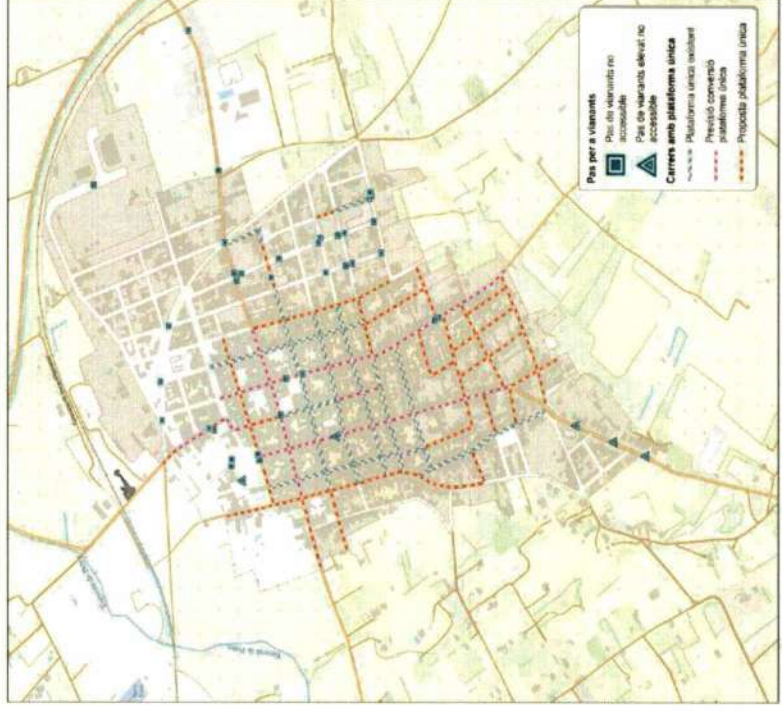 Pas per a vianants
Pas de vianants no
accessible
Pas de vianants elevat no
accessible
Carrers amb plataforma única
Plataforma única existent
Previsió conversió
plataforma única
Proposta plataforma única